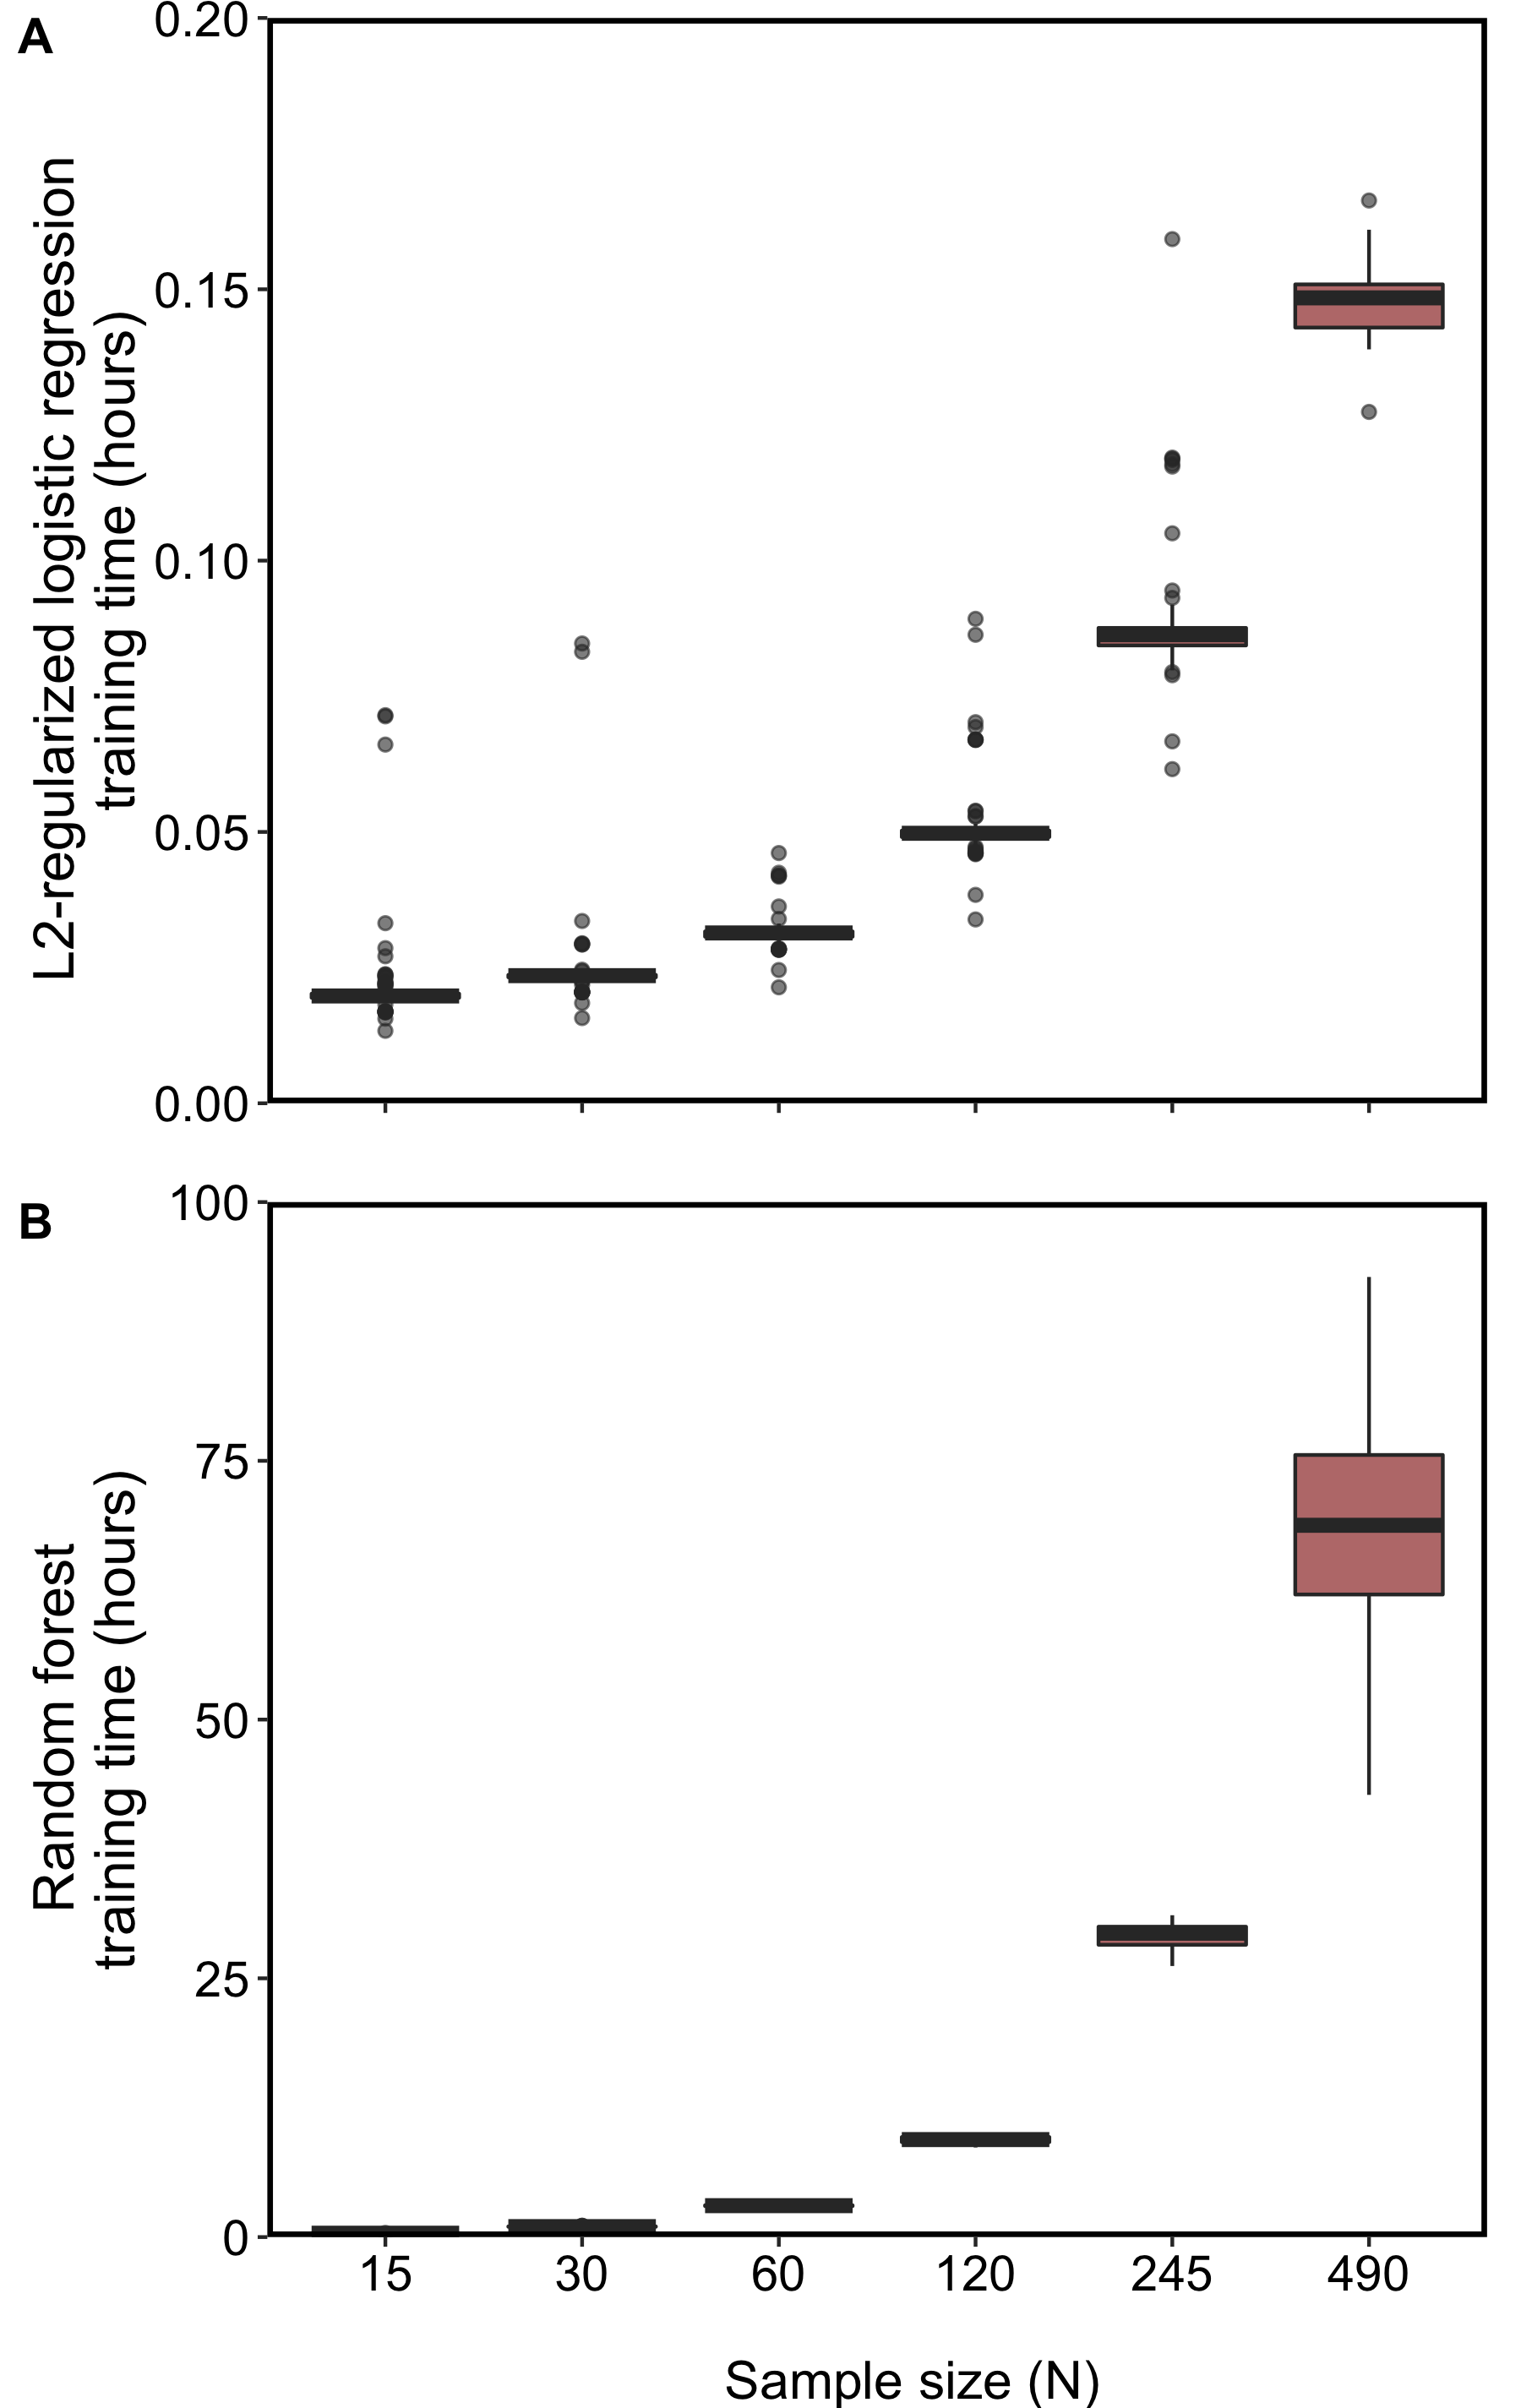 A
L2-regularized logistic regression
training time (hours)
0.20
0.15
0.10
0.05
0.00
B
Random forest
training time (hours)
100
75
50
25
0
15 30 60 120 245 490
Sample size (N)